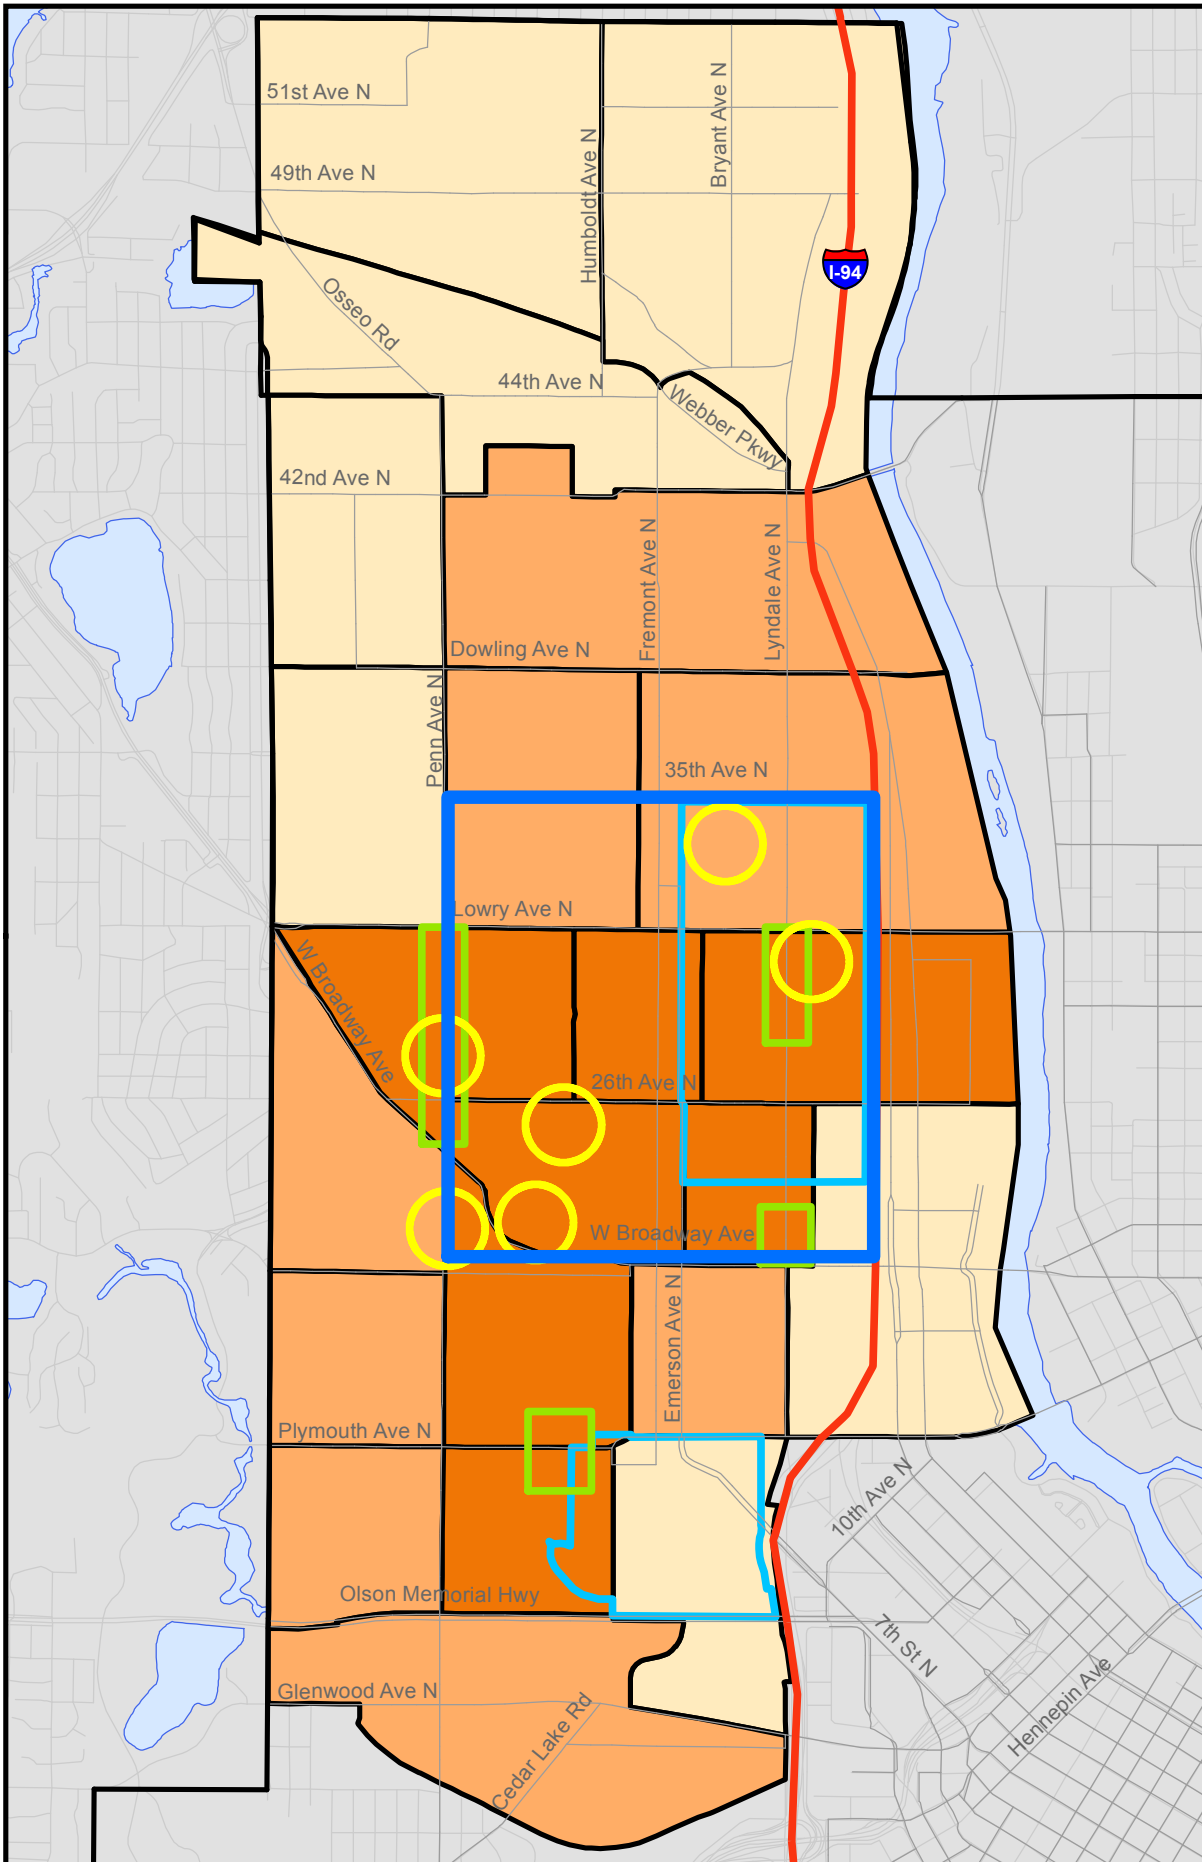 51st Ave N
Bryant Ave N
Humboldt Ave N
49th Ave N
I-94
Osseo Rd
44th Ave N
Webber Pkwy
42nd Ave N
Fremont Ave N
Lyndale Ave N
Dowling Ave N
Penn Ave N
35th Ave N
Lowry Ave N
W Broadway Ave
26th Ave N
W Broadway Ave
Emerson Ave N
Plymouth Ave N
10th Ave N
Olson Memorial Hwy
7th St N
Glenwood Ave N
Hennepin Ave
Cedar Lake Rd